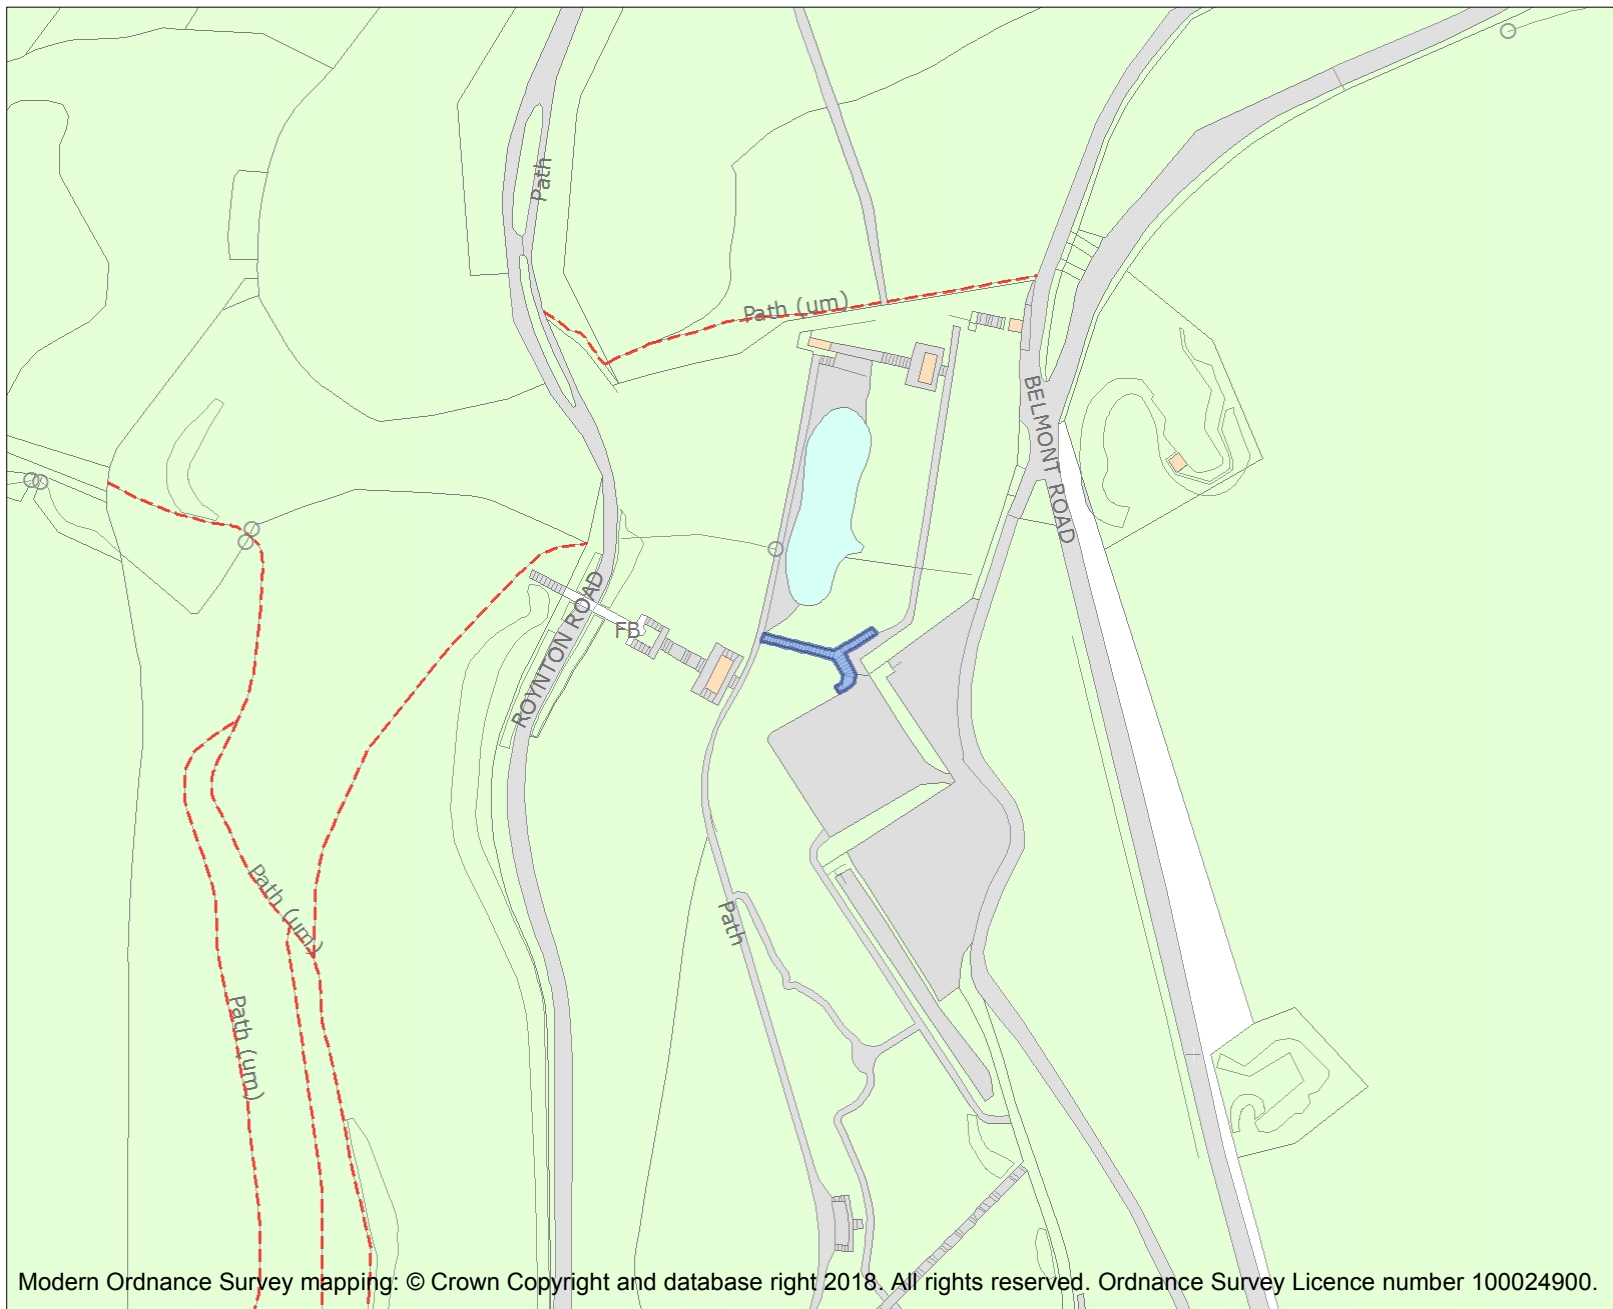 Path
Path (um)
BELMONT ROAD
ROYNTON ROAD
FB
Path (um)
Path
Path (um)
Modern Ordnance Survey mapping: © Crown Copyright and database right 2018. All rights reserved. Ordnance Survey Licence number 100024900.